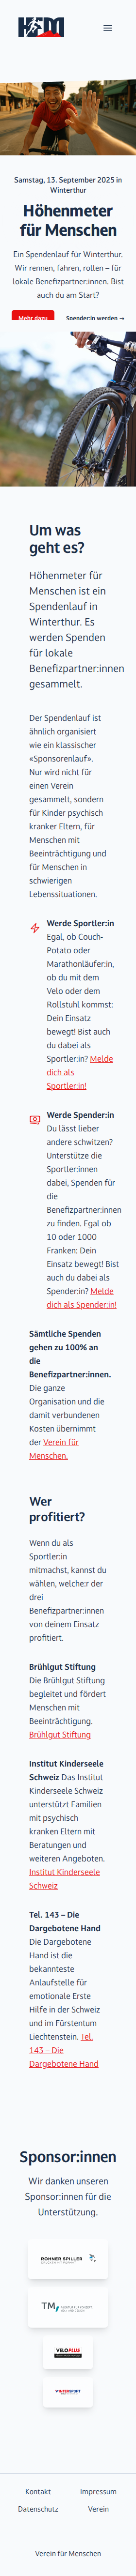 HM
Samstag, 13. September 2025 in
Winterthur
Höhenmeter
für Menschen
Ein Spendenlauf für Winterthur.
Wir rennen, fahren, rollen – für
lokale Benefizpartner:innen. Bist
auch du am Start?
Mehr dazu
Spender:in werden →
Um was
geht es?
Höhenmeter für
Menschen ist ein
Spendenlauf in
Winterthur. Es
werden Spenden
für lokale
Benefizpartner:innen
gesammelt.
Der Spendenlauf ist
ähnlich organisiert
wie ein klassischer
«Sponsorenlauf».
Nur wird nicht für
einen Verein
gesammelt, sondern
für Kinder psychisch
kranker Eltern, für
Menschen mit
Beeinträchtigung und
für Menschen in
schwierigen
Lebenssituationen.
Werde Sportler:in
Egal, ob Couch-
Potato oder
Marathonläufer:in,
ob du mit dem
Velo oder dem
Rollstuhl kommst:
Dein Einsatz
bewegt! Bist auch
du dabei als
Sportler:in? Melde
dich als
Sportler:in!
Werde Spender:in
Du lässt lieber
andere schwitzen?
Unterstütze die
Sportler:innen
dabei, Spenden für
die
Benefizpartner:innen
zu finden. Egal ob
10 oder 1000
Franken: Dein
Einsatz bewegt! Bist
auch du dabei als
Spender:in? Melde
dich als Spender:in!
Sämtliche Spenden
gehen zu 100% an
die
Benefizpartner:innen.
Die ganze
Organisation und die
damit verbundenen
Kosten übernimmt
der Verein für
Menschen.
Wer
profitiert?
Wenn du als
Sportler:in
mitmachst, kannst du
wählen, welche:r der
drei
Benefizpartner:innen
von deinem Einsatz
profitiert.
Brühlgut Stiftung
Die Brühlgut Stiftung
begleitet und fördert
Menschen mit
Beeinträchtigung.
Brühlgut Stiftung
Institut Kinderseele
Schweiz Das Institut
Kinderseele Schweiz
unterstützt Familien
mit psychisch
kranken Eltern mit
Beratungen und
weiteren Angeboten.
Institut Kinderseele
Schweiz
Tel. 143 – Die
Dargebotene Hand
Die Dargebotene
Hand ist die
bekannteste
Anlaufstelle für
emotionale Erste
Hilfe in der Schweiz
und im Fürstentum
Liechtenstein. Tel.
143 – Die
Dargebotene Hand
Sponsor:innen
Wir danken unseren
Sponsor:innen für die
Unterstützung.
ROHNER SPILLER
TM
VELOPLUS
WINTERSPORT
Kontakt
Impressum
Datenschutz
Verein
Verein für Menschen